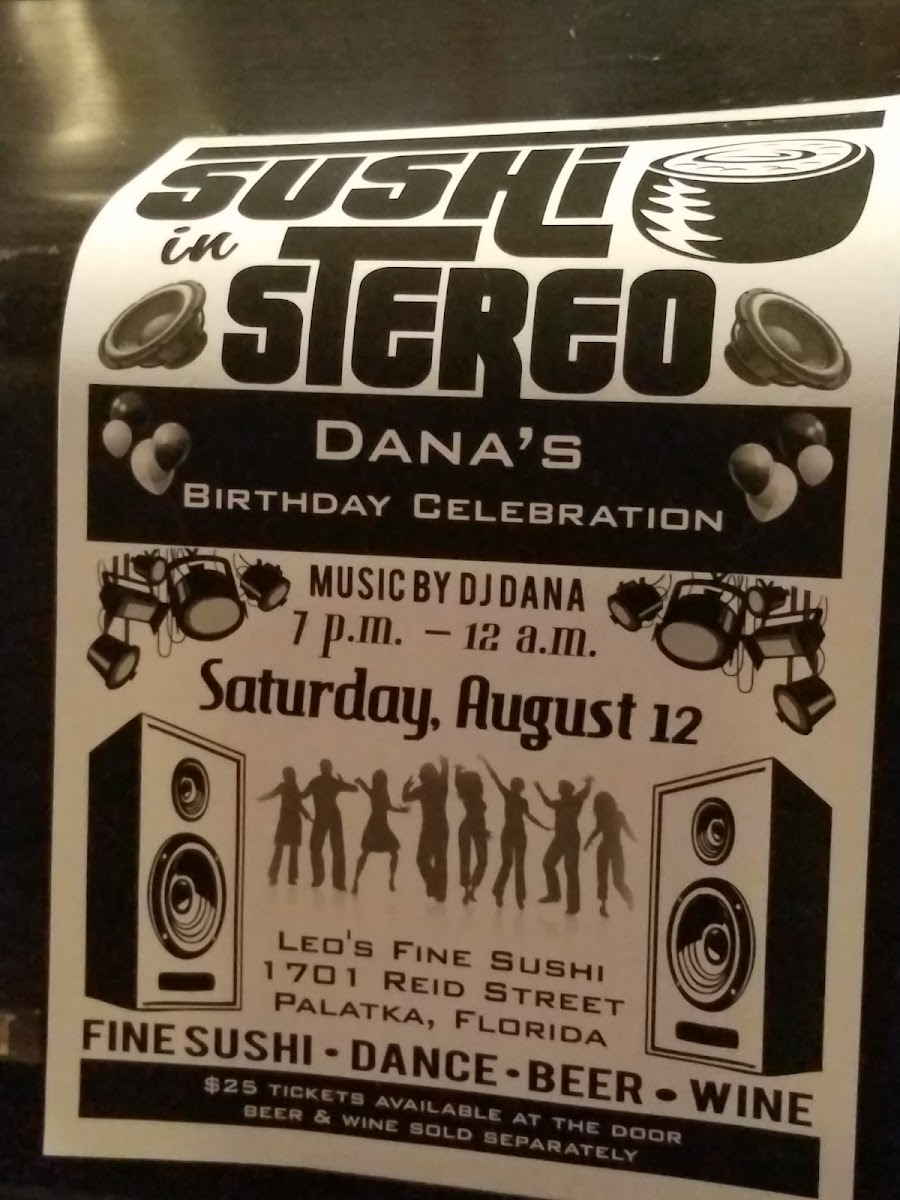 SUSHi
in
STEREO
DANA'S
BIRTHDAY CELEBRATION
MUSIC BY DJ DANA
7 p.m. – 12 a.m.
Saturday, August 12
LEO'S FINE SUSHI
1701 REID STREET
PALATKA, FLORIDA
FINE SUSHI • DANCE • BEER • WINE
$25 TICKETS AVAILABLE AT THE DOOR
BEER & WINE SOLD SEPARATELY